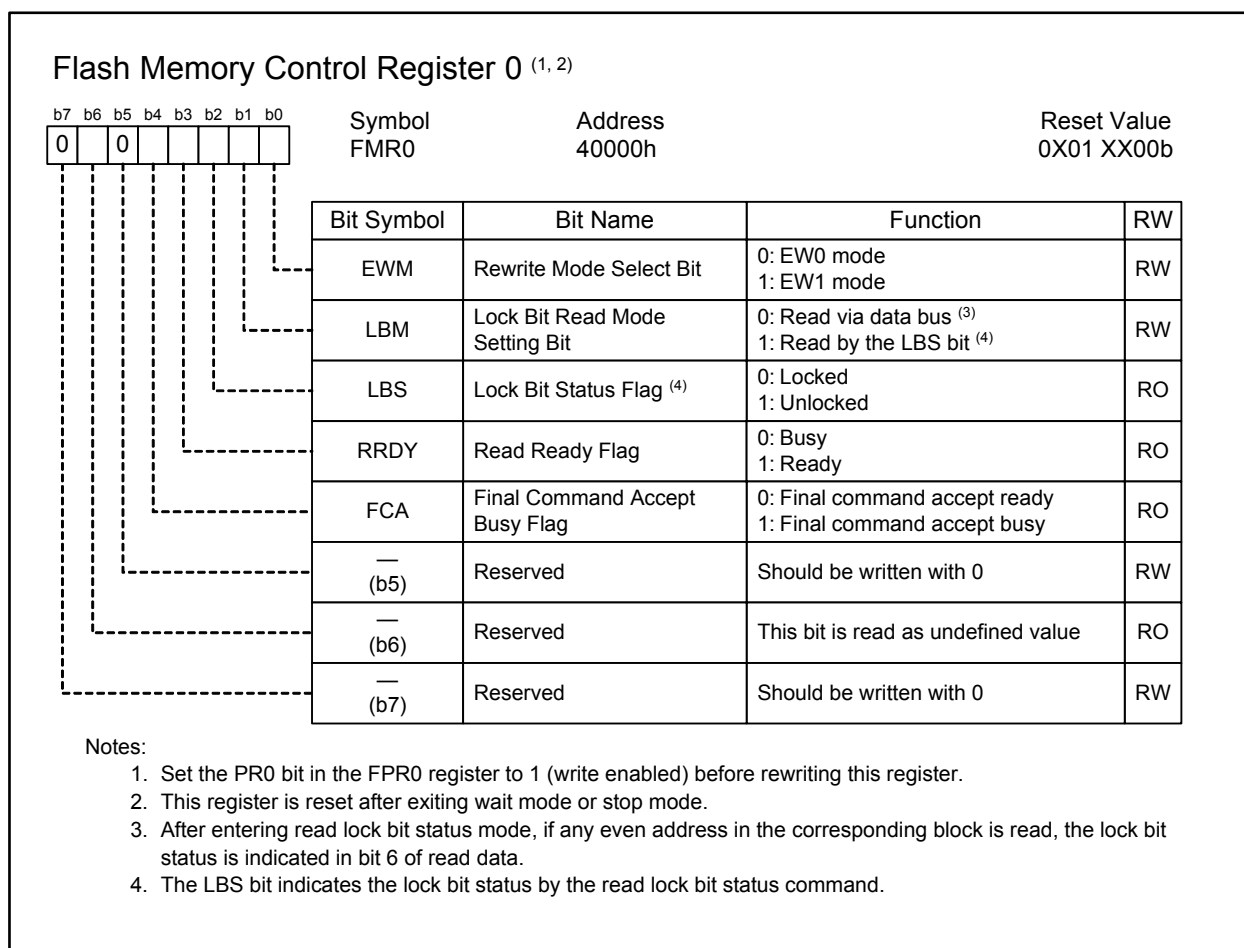 Flash Memory Control Register 0 (1, 2)
b7 b6 b5 b4 b3 b2 b1 b0
0 0
Symbol Address Reset Value
FMR0 40000h 0X01 XX00b
Bit Symbol Bit Name Function RW
EWM Rewrite Mode Select Bit 0: EW0 mode RW
1: EW1 mode
LBM Lock Bit Read Mode 0: Read via data bus (3) RW
Setting Bit 1: Read by the LBS bit (4)
LBS Lock Bit Status Flag (4) 0: Locked RO
1: Unlocked
RRDY Read Ready Flag 0: Busy RO
1: Ready
FCA Final Command Accept 0: Final command accept ready RO
Busy Flag 1: Final command accept busy
— Reserved Should be written with 0 RW
(b5)
— Reserved This bit is read as undefined value RO
(b6)
— Reserved Should be written with 0 RW
(b7)
Notes:
1. Set the PR0 bit in the FPR0 register to 1 (write enabled) before rewriting this register.
2. This register is reset after exiting wait mode or stop mode.
3. After entering read lock bit status mode, if any even address in the corresponding block is read, the lock bit
status is indicated in bit 6 of read data.
4. The LBS bit indicates the lock bit status by the read lock bit status command.